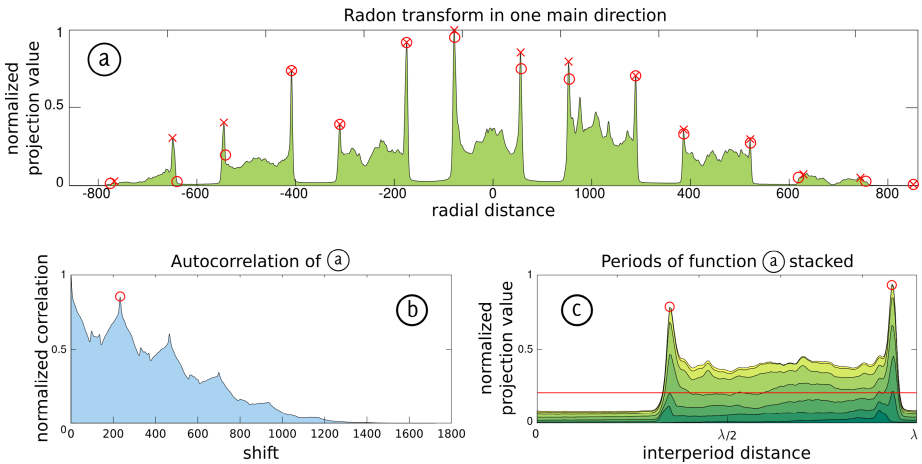 Radon transform in one main direction
a
normalized
projection value
1
0.5
0
-800 -600 -400 -200 0 1000 400 600 800
radial distance
Autocorrelation of a
b
normalized correlation
1
0.5
0
0 200 400 600 800 1000 1200 1400 1600 1800
shift
Periods of function a stacked
c
normalized
projection value
1
0.5
0
0 λ/2 λ
interperiod distance